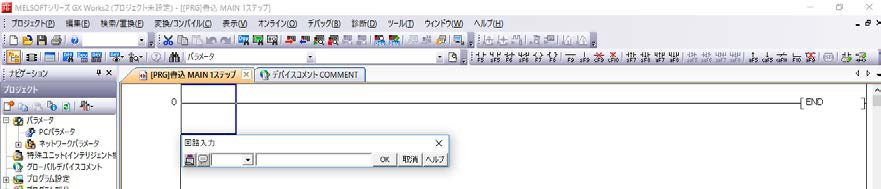 MELSOFTシリーズ GX Works2 (プロジェクト未設定) - [[PRG]書込 MAIN 1ステップ]
プロジェクト(P) 編集(E) 検索/置換(F) 変換/コンパイル(C) 表示(V) オンライン(O) デバッグ(B) 診断(D) ツール(T) ウィンドウ(W) ヘルプ(H)
パラメータ
F5 sF5 F6 sF6 F7 F8 F9 sF9
ナビゲーション
[PRG]書込 MAIN 1ステップ
デバイスコメント COMMENT
プロジェクト
0
END
パラメータ
PCパラメータ
ネットワークパラメータ
特殊ユニット(インテリジェント機
グローバルデバイスコメント
プログラム設定
回路入力
OK 取消 ヘルプ